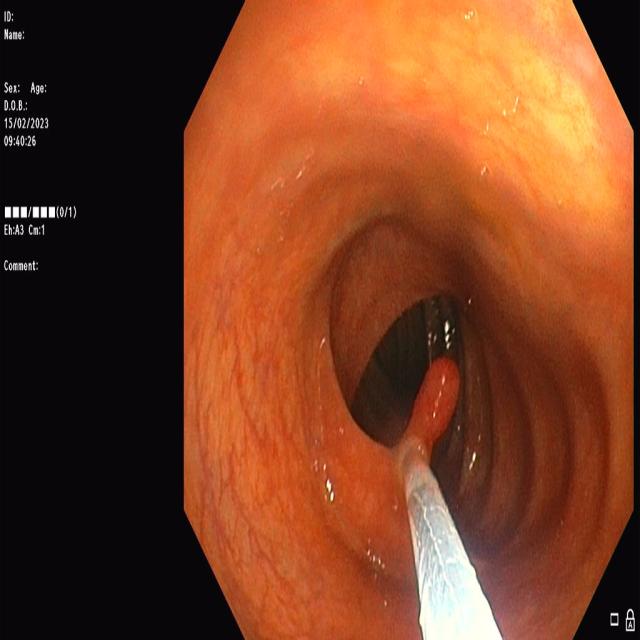 ID:
Name:
Sex: Age:
D.O.B.:
15/02/2023
09:40:26
■■■/■■■(0/1)
Eh:A3 Cm:1
Comment:
A